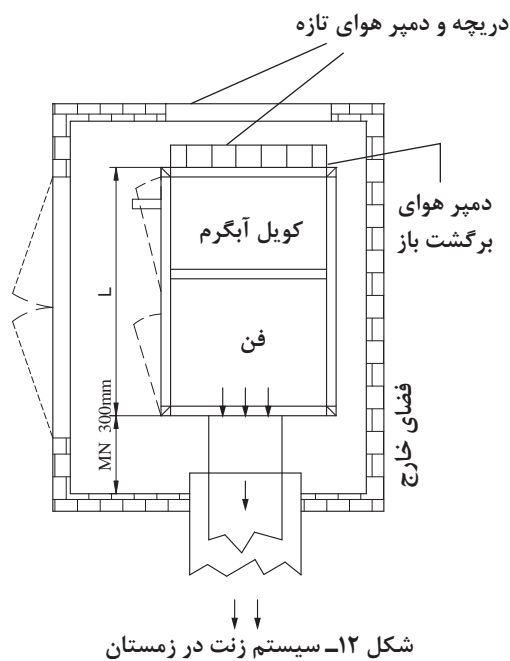 دریچه و دمپر هوای تازه
دمپر هوای
برگشت باز
کویل آبگرم
فن
L
MN 300mm
فضای خارج
شکل ۱۲ـ سیستم زنت در زمستان